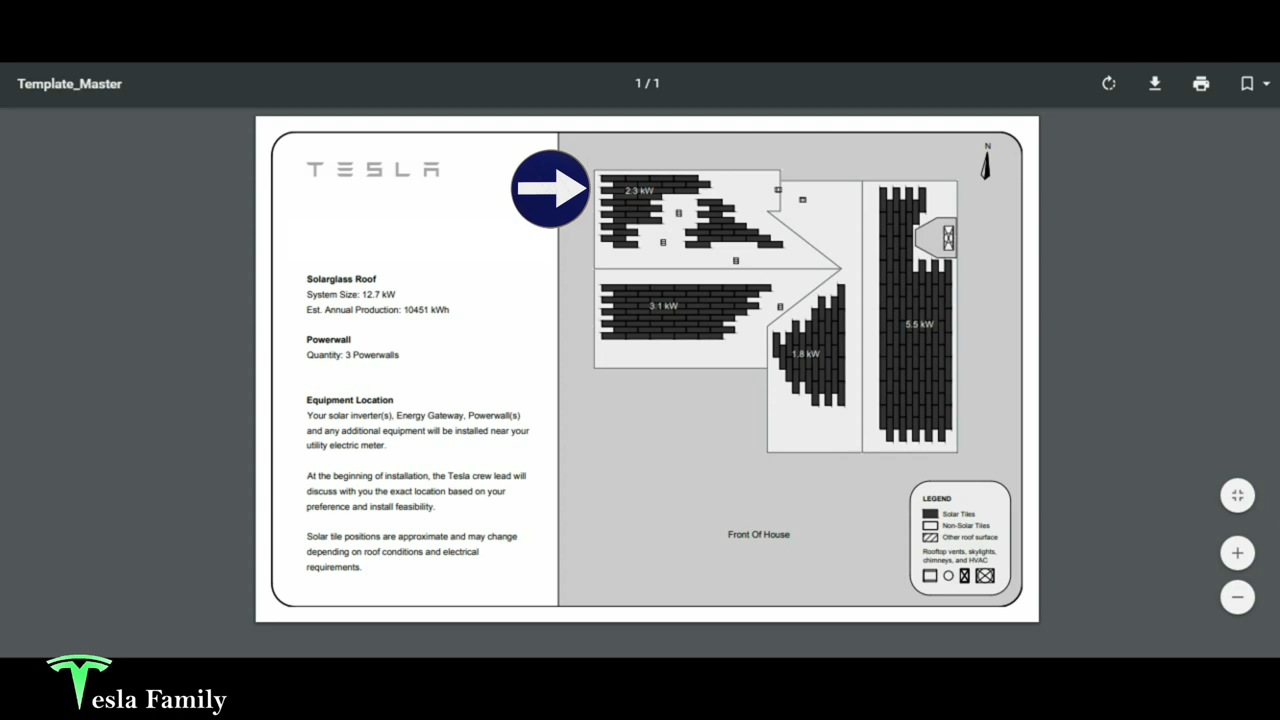 Template_Master
1 / 1
TESLA
Solarglass Roof
System Size: 12.7 kW
Est. Annual Production: 10451 kWh
Powerwall
Quantity: 3 Powerwalls
Equipment Location
Your solar inverter(s), Energy Gateway, Powerwall(s)
and any additional equipment will be installed near your
utility electric meter.
At the beginning of installation, the Tesla crew lead will
discuss with you the exact location based on your
preference and install feasibility.
Solar tile positions are approximate and may change
depending on roof conditions and electrical
requirements.
N
2.3 kW
3.1 kW
1.8 kW
5.5 kW
Front Of House
LEGEND
Solar Tiles
Non-Solar Tiles
Other roof surface
Rooftop vents, skylights,
chimneys, and HVAC
Tesla Family